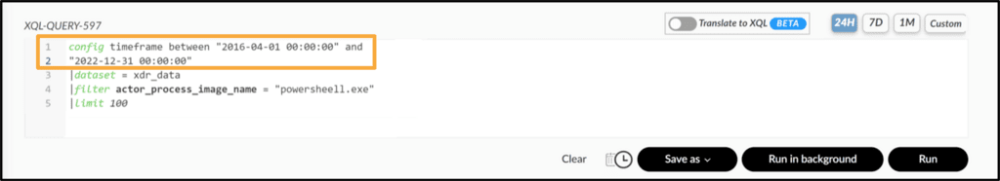 XQL-QUERY-597
Translate to XQL BETA 24H 7D 1M Custom
1 config timeframe between "2016-04-01 00:00:00" and
2 "2022-12-31 00:00:00"
3 |dataset = xdr_data
4 |filter actor_process_image_name = "powersheell.exe"
5 |limit 100
Clear Save as Run in background Run